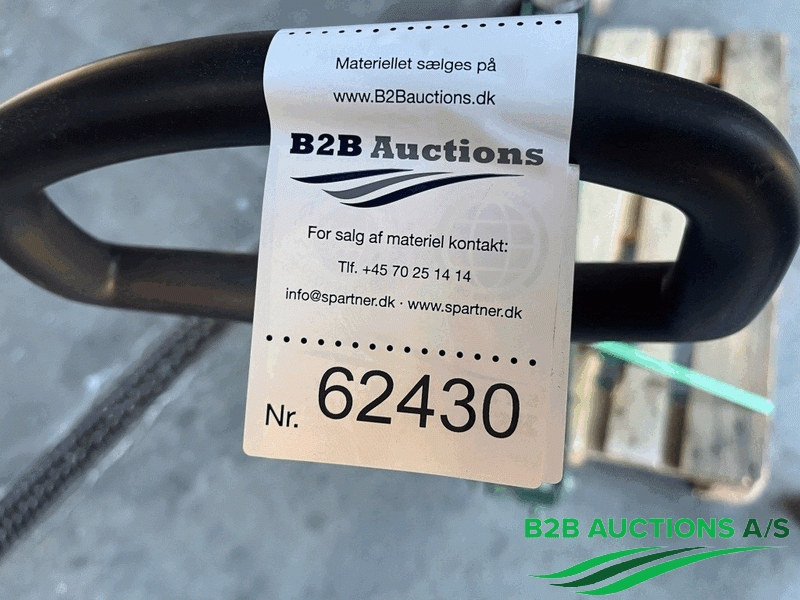 Materiellet sælges på
www.B2Bauctions.dk
B2B Auctions
For salg af materiel kontakt:
Tlf. +45 70 25 14 14
info@spartner.dk · www.spartner.dk
Nr. 62430
B2B AUCTIONS A/S